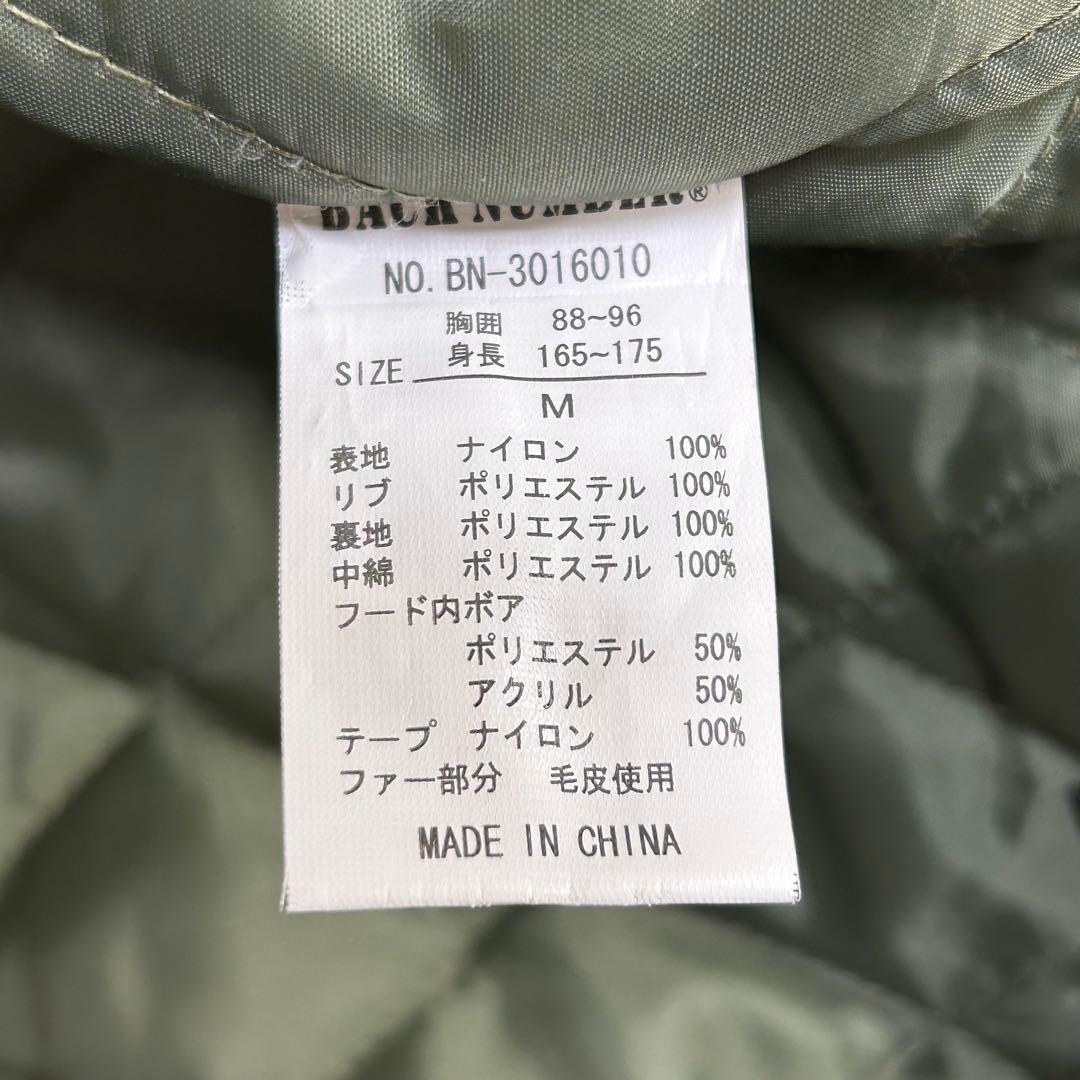 BACK NUMBER®
NO. BN-3016010
胸囲 88~96
身長 165~175
SIZE
M
表地 ナイロン 100%
リブ ポリエステル 100%
裏地 ポリエステル 100%
中綿 ポリエステル 100%
フード内ボア
ポリエステル 50%
アクリル 50%
テープ ナイロン 100%
ファー部分 毛皮使用
MADE IN CHINA